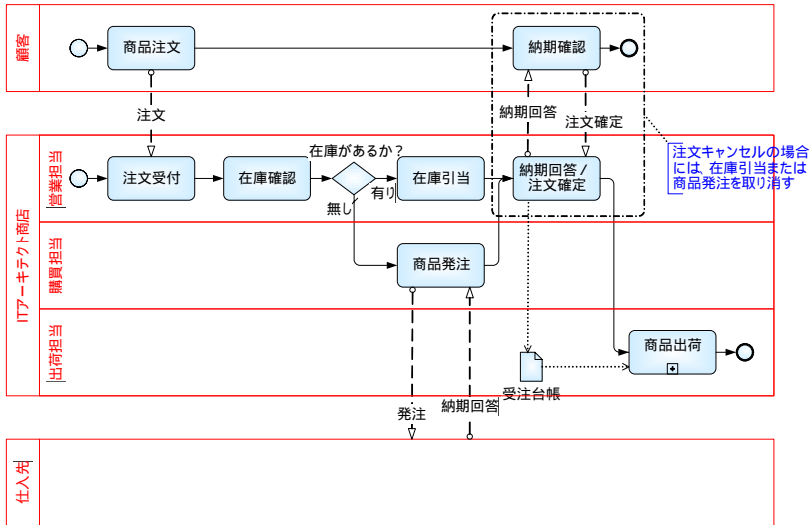 顧客
商品注文
納期確認
注文
納期回答
注文確定
注文キャンセルの場合
には、在庫引当または
商品発注を取り消す
ITアーキテクト商店
営業担当
注文受付
在庫確認
在庫があるか?
有り
無し
在庫引当
納期回答/
注文確定
購買担当
商品発注
出荷担当
商品出荷
受注台帳
発注
納期回答
仕入先